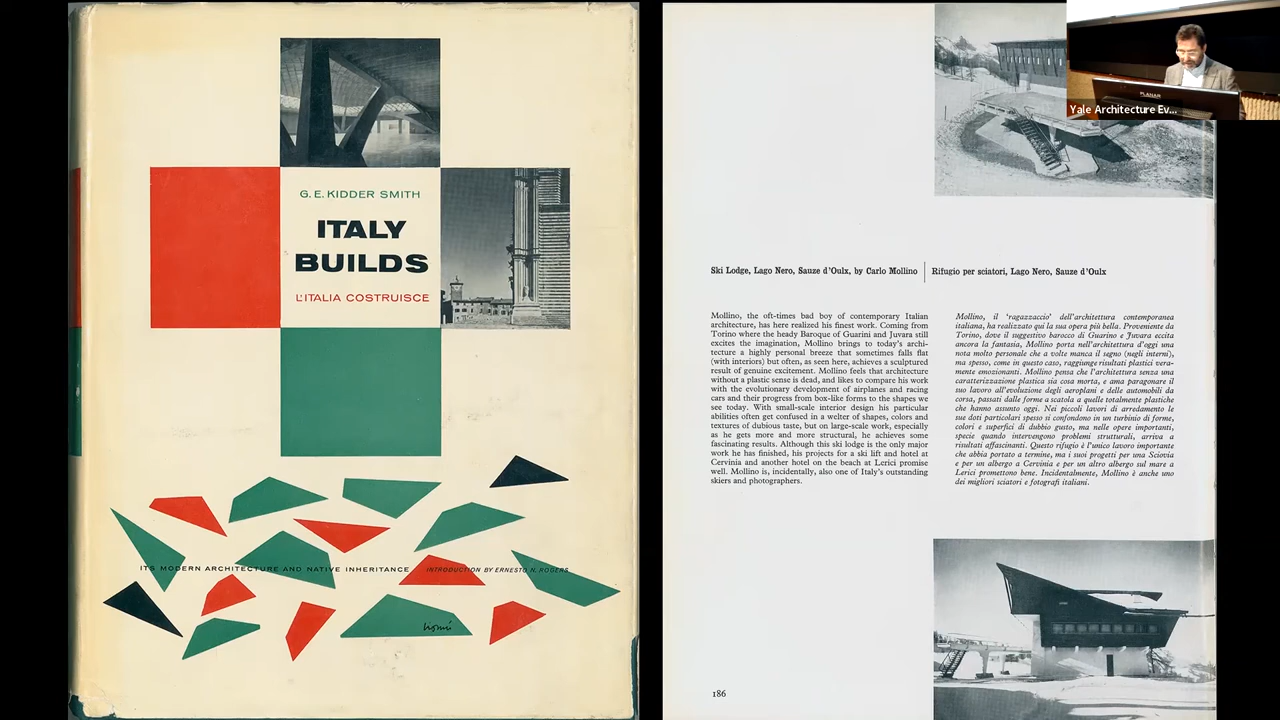 G. E. KIDDER SMITH
ITALY
BUILDS
L'ITALIA COSTRUISCE
ITS MODERN ARCHITECTURE AND NATIVE INHERITANCE
INTRODUCTION BY ERNESTO N. ROGERS
Ski Lodge, Lago Nero, Sauze d'Oulx, by Carlo Mollino
Mollino, the oft-times bad boy of contemporary Italian
architecture, has here realized his finest work. Coming from
Torino where the heady Baroque of Guarini and Juvara still
excites the imagination, Mollino brings to today's archi-
tecture a highly personal breeze that sometimes falls flat
(with interiors) but often, as seen here, achieves a sculptured
result of genuine excitement. Mollino feels that architecture
without a plastic sense is dead, and likes to compare his work
with the evolutionary development of airplanes and racing
cars and their progress from box-like forms to the shapes we
see today. With small-scale interior design his particular
abilities often get confused in a welter of shapes, colors and
textures of dubious taste, but on large-scale work, especially
as he gets more and more structural, he achieves some
fascinating results. Although this ski lodge is the only major
work he has finished, his projects for a ski lift and hotel at
Cervinia and another hotel on the beach at Lerici promise
well. Mollino is, incidentally, also one of Italy's outstanding
skiers and photographers.
Rifugio per sciatori, Lago Nero, Sauze d'Oulx
Mollino, il 'ragazzaccio' dell'architettura contemporanea
italiana, ha realizzato qui la sua opera più bella. Proveniente da
Torino, dove il suggestivo barocco di Guarino e Juvara eccita
ancora la fantasia, Mollino porta nell'architettura d'oggi una
nota molto personale che a volte manca il segno (negli interni),
ma spesso, come in questo caso, raggiunge risultati plastici vera-
mente emozionanti. Mollino pensa che l'architettura senza una
caratterizzazione plastica sia cosa morta, e ama paragonare il
suo lavoro all'evoluzione degli aeroplani e delle automobili da
corsa, passati dalle forme a scatola a quelle totalmente plastiche
che hanno assunto oggi. Nei piccoli lavori di arredamento le
sue doti particolari spesso si confondono in un turbinio di forme,
colori e superfici di dubbio gusto, ma nelle opere importanti,
specie quando intervengono problemi strutturali, arriva a
risultati affascinanti. Questo rifugio è l'unico lavoro importante
che abbia portato a termine, ma i suoi progetti per una Sciovia
e per un albergo a Cervinia e per un altro albergo sul mare a
Lerici promettono bene. Incidentalmente, Mollino è anche uno
dei migliori sciatori e fotografi italiani.
186
PLANAR
Yale Architecture Ev...